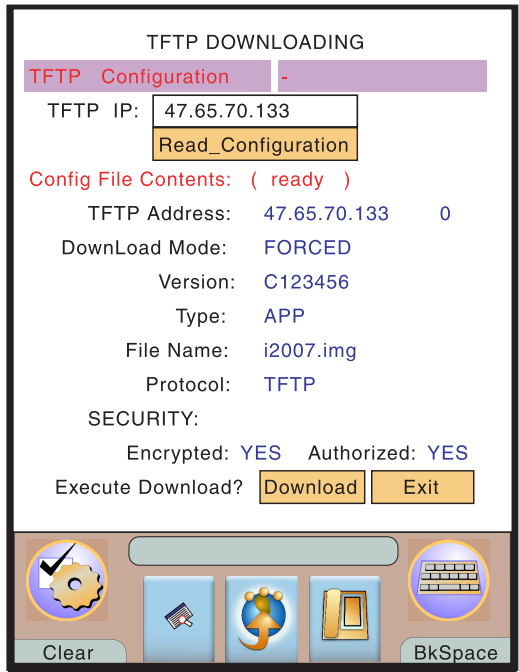 TFTP DOWNLOADING
TFTP Configuration -
TFTP IP: 47.65.70.133
Read_Configuration
Config File Contents: ( ready )
TFTP Address: 47.65.70.133 0
DownLoad Mode: FORCED
Version: C123456
Type: APP
File Name: i2007.img
Protocol: TFTP
SECURITY:
Encrypted: YES Authorized: YES
Execute Download? Download Exit
Clear BkSpace